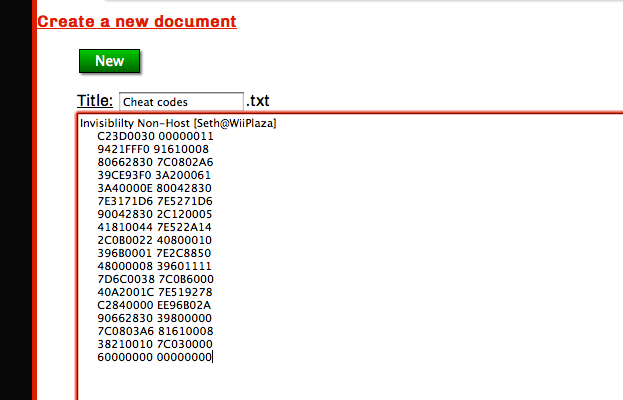 Create a new document
New
Title: Cheat codes .txt
Invisiblilty Non-Host [Seth@WiiPlaza]
C23D0030 00000011
9421FFF0 91610008
80662830 7C0802A6
39CE93F0 3A200061
3A40000E 80042830
7E3171D6 7E5271D6
90042830 2C120005
41810044 7E522A14
2C0B0022 40800010
396B0001 7E2C8850
48000008 39601111
7D6C0038 7C0B6000
40A2001C 7E519278
C2840000 EE96B02A
90662830 39800000
7C0803A6 81610008
38210010 7C030000
60000000 00000000